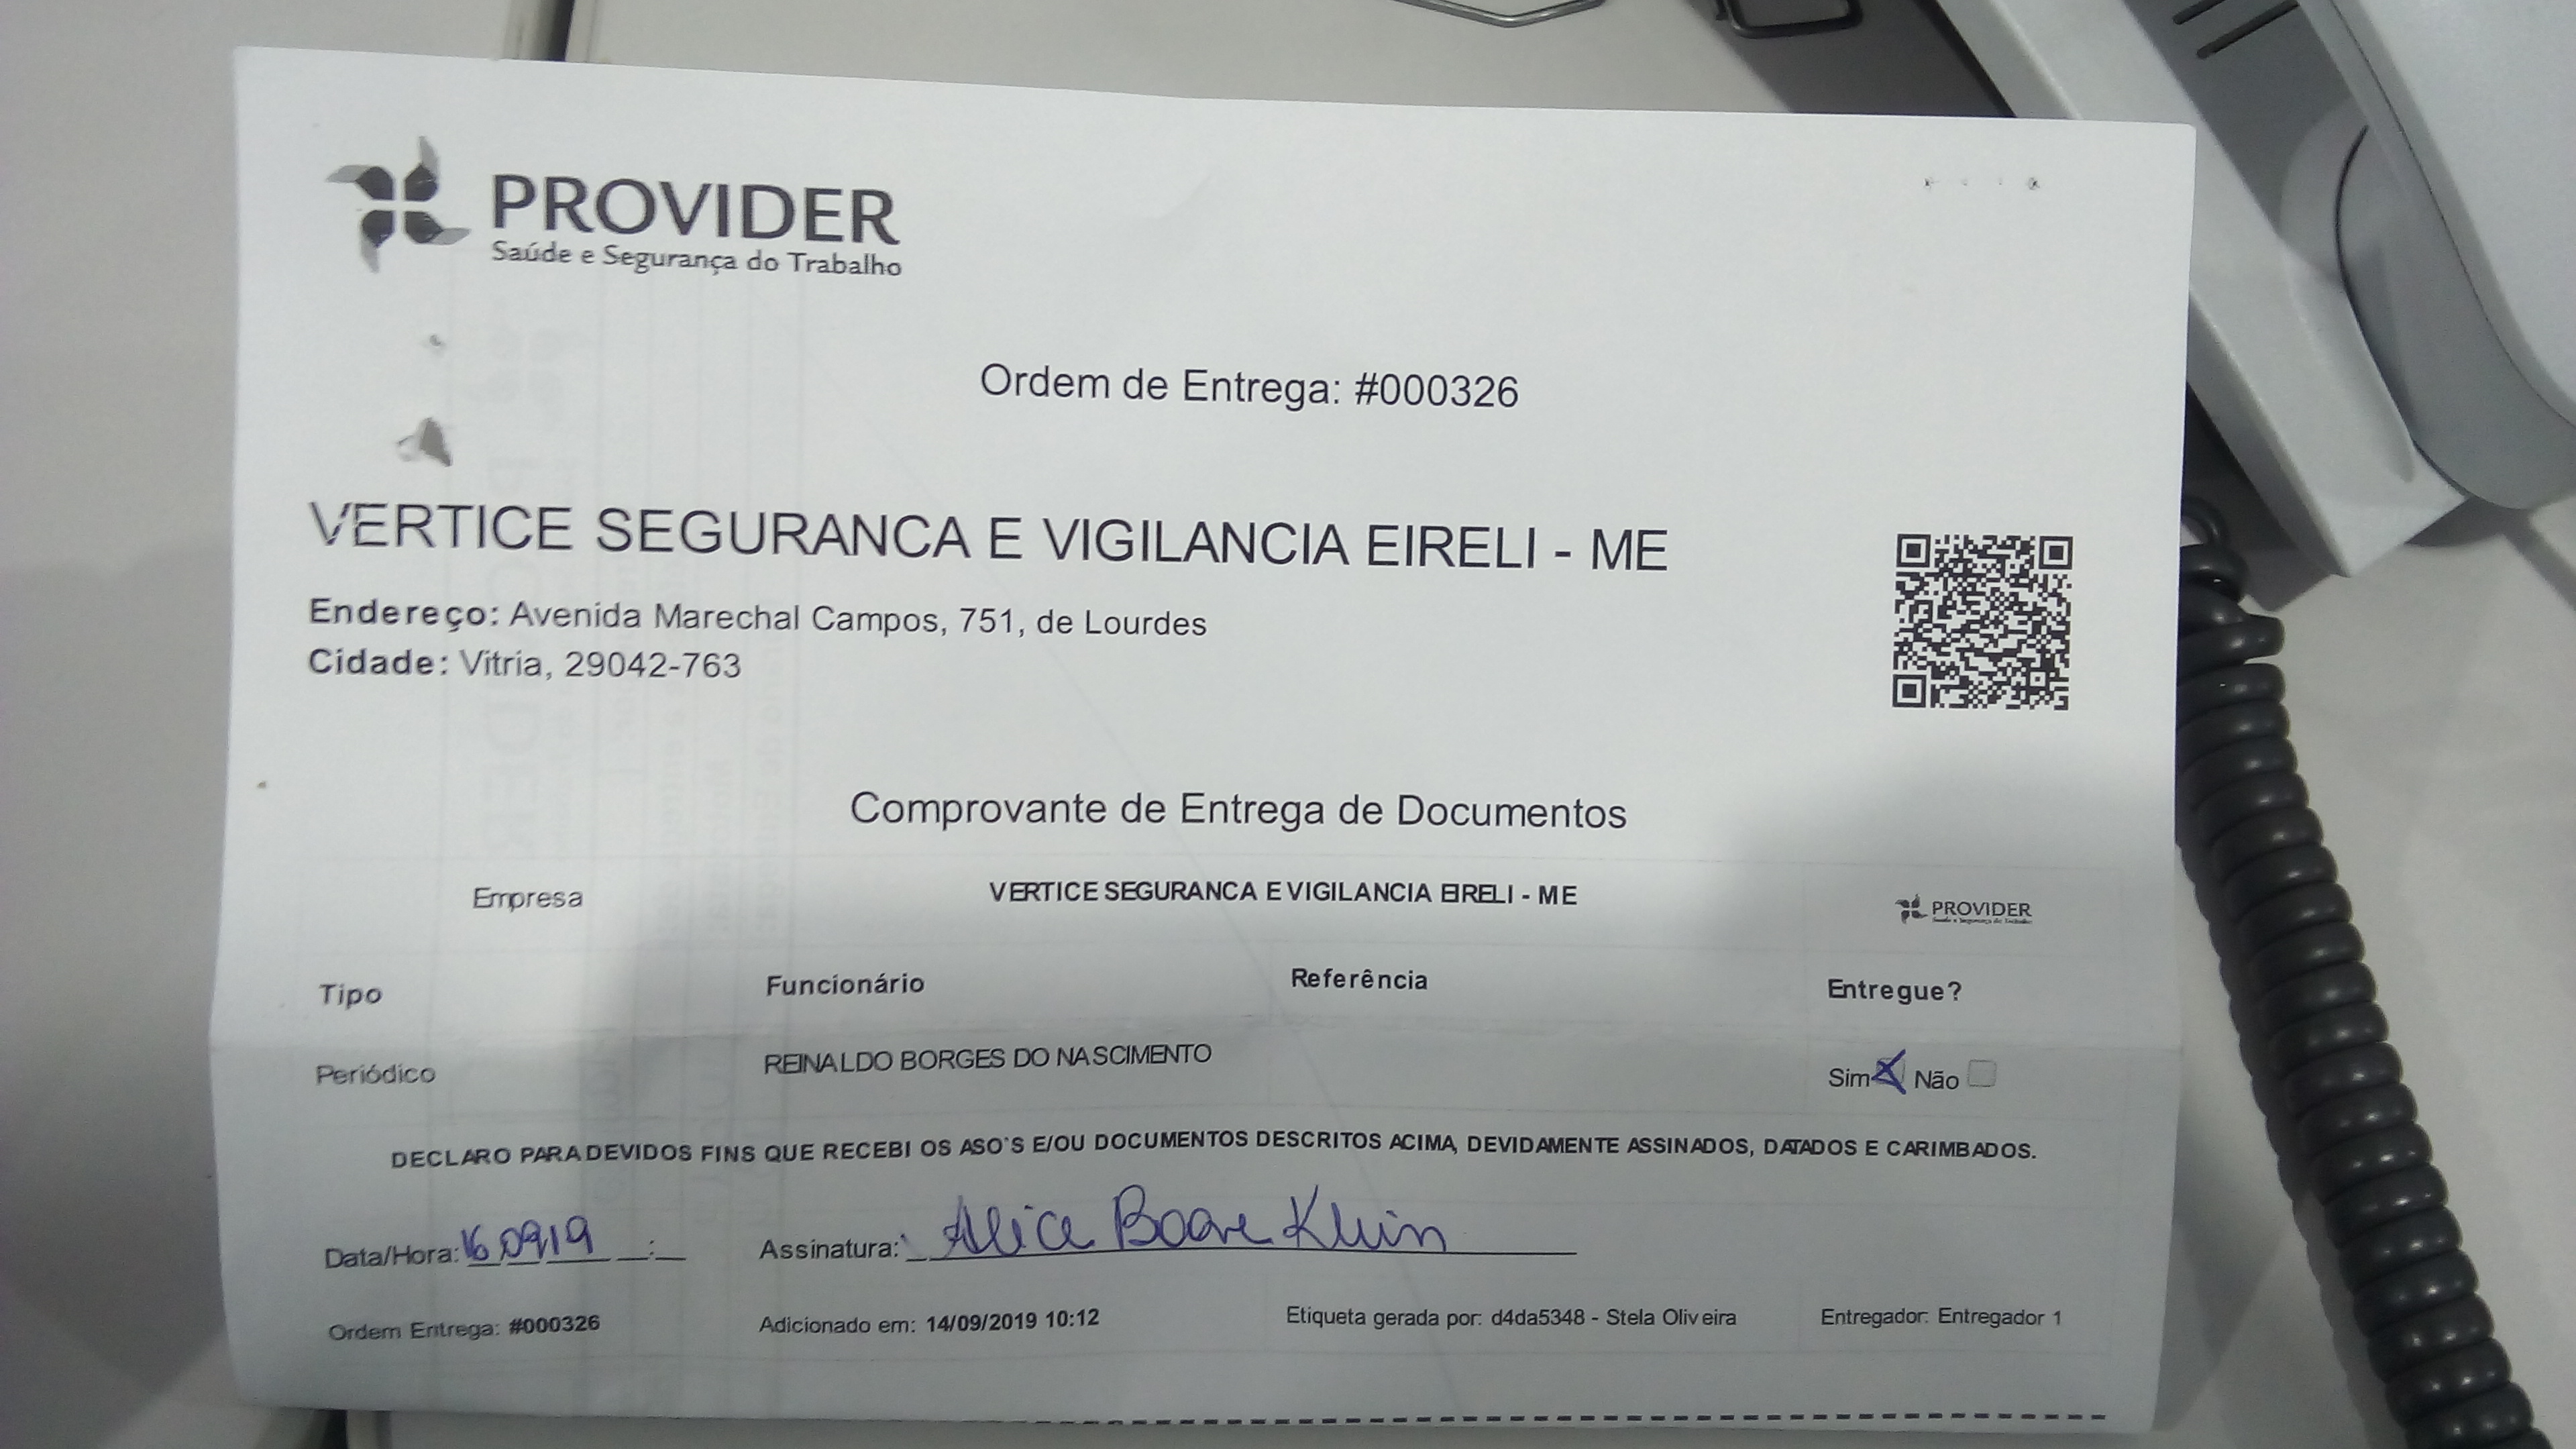 PROVIDER
Saúde e Segurança do Trabalho
Ordem de Entrega: #000326
VERTICE SEGURANCA E VIGILANCIA EIRELI - ME
Endereço: Avenida Marechal Campos, 751, de Lourdes
Cidade: Vitria, 29042-763
Comprovante de Entrega de Documentos
Empresa VERTICE SEGURANCA E VIGILANCIA EIRELI - ME PROVIDER
Saúde e Segurança do Trabalho
Tipo Funcionário Referência Entregue?
Periódico REINALDO BORGES DO NASCIMENTO Sim Não
DECLARO PARA DEVIDOS FINS QUE RECEBI OS ASO`S E/OU DOCUMENTOS DESCRITOS ACIMA, DEVIDAMENTE ASSINADOS, DATADOS E CARIMBADOS.
Data/Hora: 16 09 19 __:__ Assinatura: Alice Boave
Ordem Entrega: #000326 Adicionado em: 14/09/2019 10:12 Etiqueta gerada por: d4da5348 - Stela Oliveira Entregador: Entregador 1